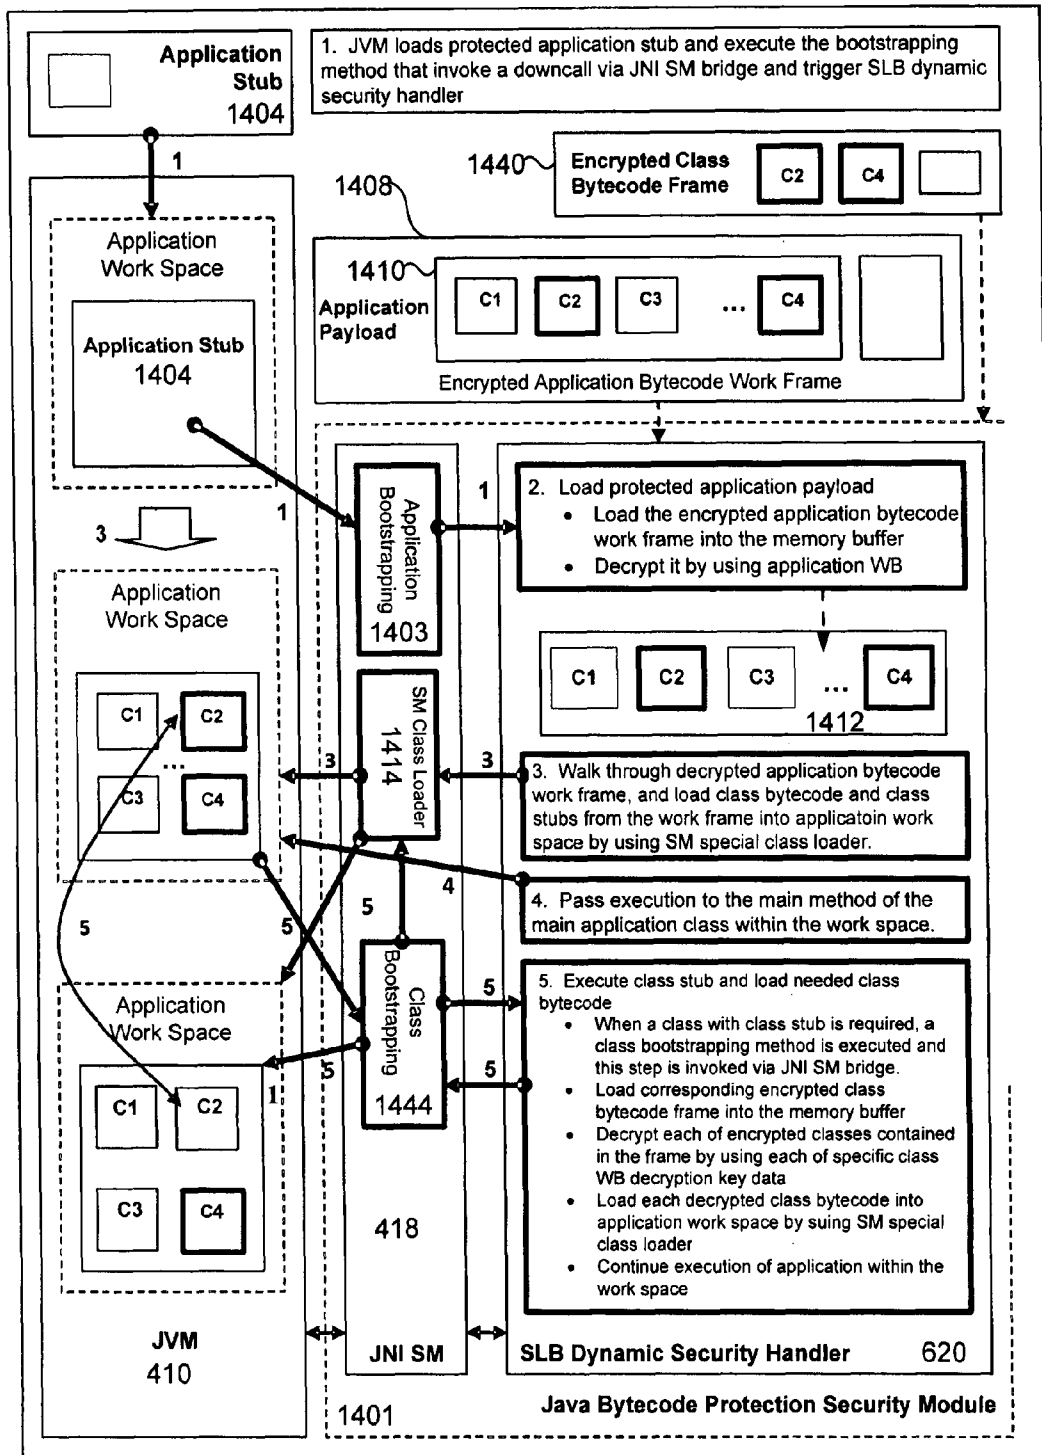 Application
Stub
1404
1. JVM loads protected application stub and execute the bootstrapping
method that invoke a downcall via JNI SM bridge and trigger SLB dynamic
security handler
1
1440
Encrypted Class
Bytecode Frame
C2
C4
1408
Application
Work Space
Application Stub
1404
1410
Application
Payload
C1
C2
C3
...
C4
Encrypted Application Bytecode Work Frame
1
3
Application
Bootstrapping
1403
1
2. Load protected application payload
• Load the encrypted application bytecode
work frame into the memory buffer
• Decrypt it by using application WB
Application
Work Space
C1
C2
...
C3
C4
C1
C2
C3
...
C4
1412
SM Class Loader
1414
3
3
3. Walk through decrypted application bytecode
work frame, and load class bytecode and class
stubs from the work frame into applicatoin work
space by using SM special class loader.
4
4. Pass execution to the main method of the
main application class within the work space.
5
5
5
5
Class
Bootstrapping
1444
5
5
5. Execute class stub and load needed class
bytecode
• When a class with class stub is required, a
class bootstrapping method is executed and
this step is invoked via JNI SM bridge.
• Load corresponding encrypted class
bytecode frame into the memory buffer
• Decrypt each of encrypted classes contained
in the frame by using each of specific class
WB decryption key data
• Load each decrypted class bytecode into
application work space by suing SM special
class loader
• Continue execution of application within the
work space
Application
Work Space
1
C1
C2
C3
C4
418
JVM
410
JNI SM
SLB Dynamic Security Handler
620
1401
Java Bytecode Protection Security Module